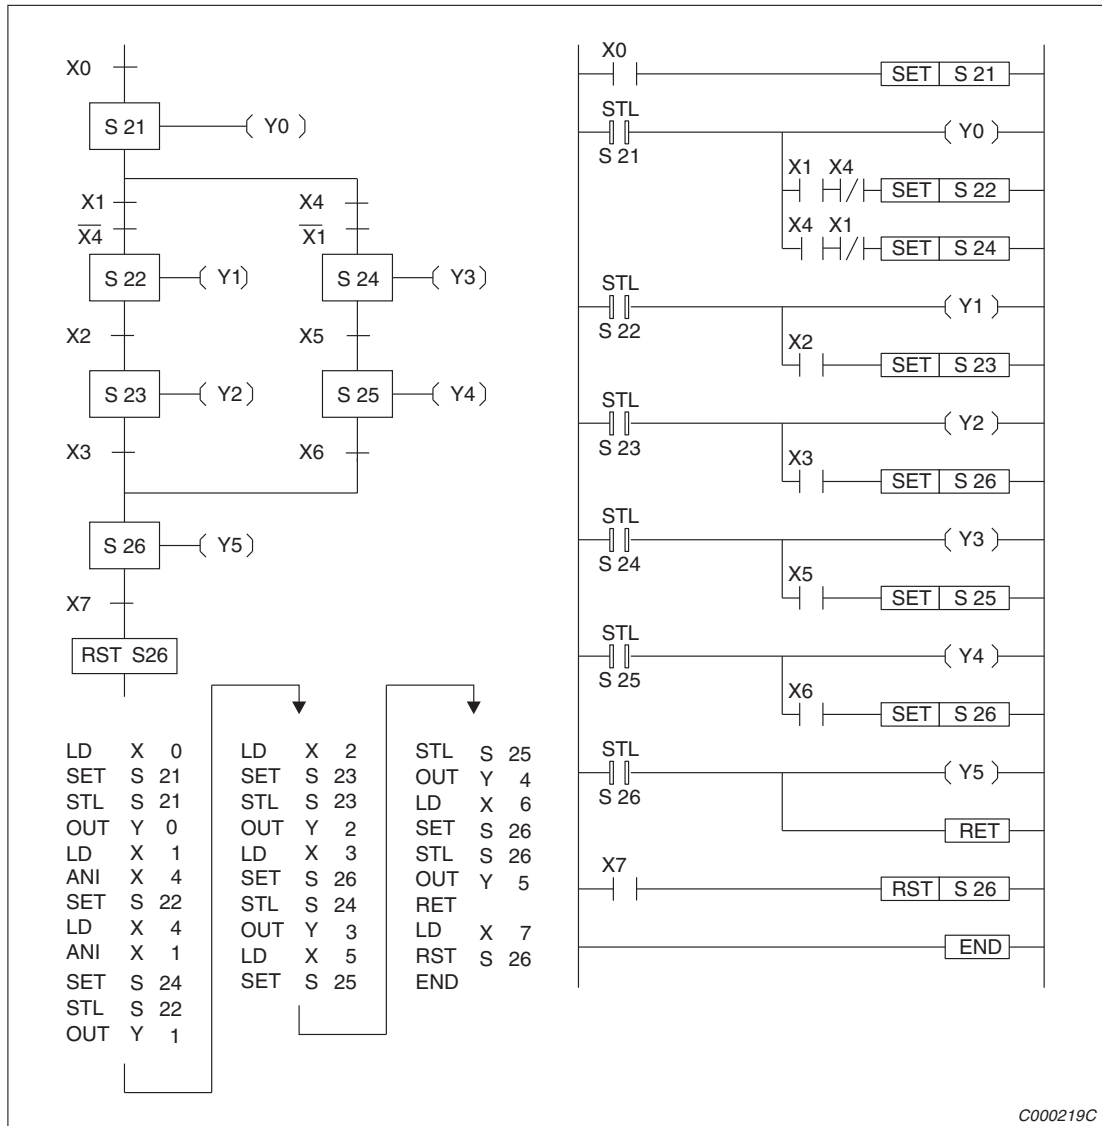 X0
S 21
Y0
X1
X4
X4
X1
S 22
Y1
S 24
Y3
X2
X5
S 23
Y2
S 25
Y4
X3
X6
S 26
Y5
X7
RST S26
LD X 0
SET S 21
STL S 21
OUT Y 0
LD X 1
ANI X 4
SET S 22
LD X 4
ANI X 1
SET S 24
STL S 22
OUT Y 1
LD X 2
SET S 23
STL S 23
OUT Y 2
LD X 3
SET S 26
STL S 24
OUT Y 3
LD X 5
SET S 25
STL S 25
OUT Y 4
LD X 6
SET S 26
STL S 26
OUT Y 5
RET
LD X 7
RST S 26
END
X0
SET S 21
STL
S 21
Y0
X1 X4
SET S 22
X4 X1
SET S 24
STL
S 22
Y1
X2
SET S 23
STL
S 23
Y2
X3
SET S 26
STL
S 24
Y3
X5
SET S 25
STL
S 25
Y4
X6
SET S 26
STL
S 26
Y5
RET
X7
RST S 26
END
C000219C